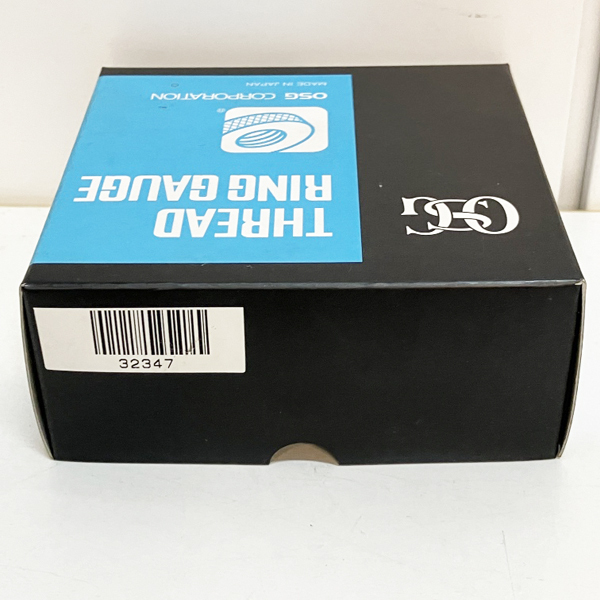 THREAD
RING GAUGE
®
OSG CORPORATION
MADE IN JAPAN
OSG
32347